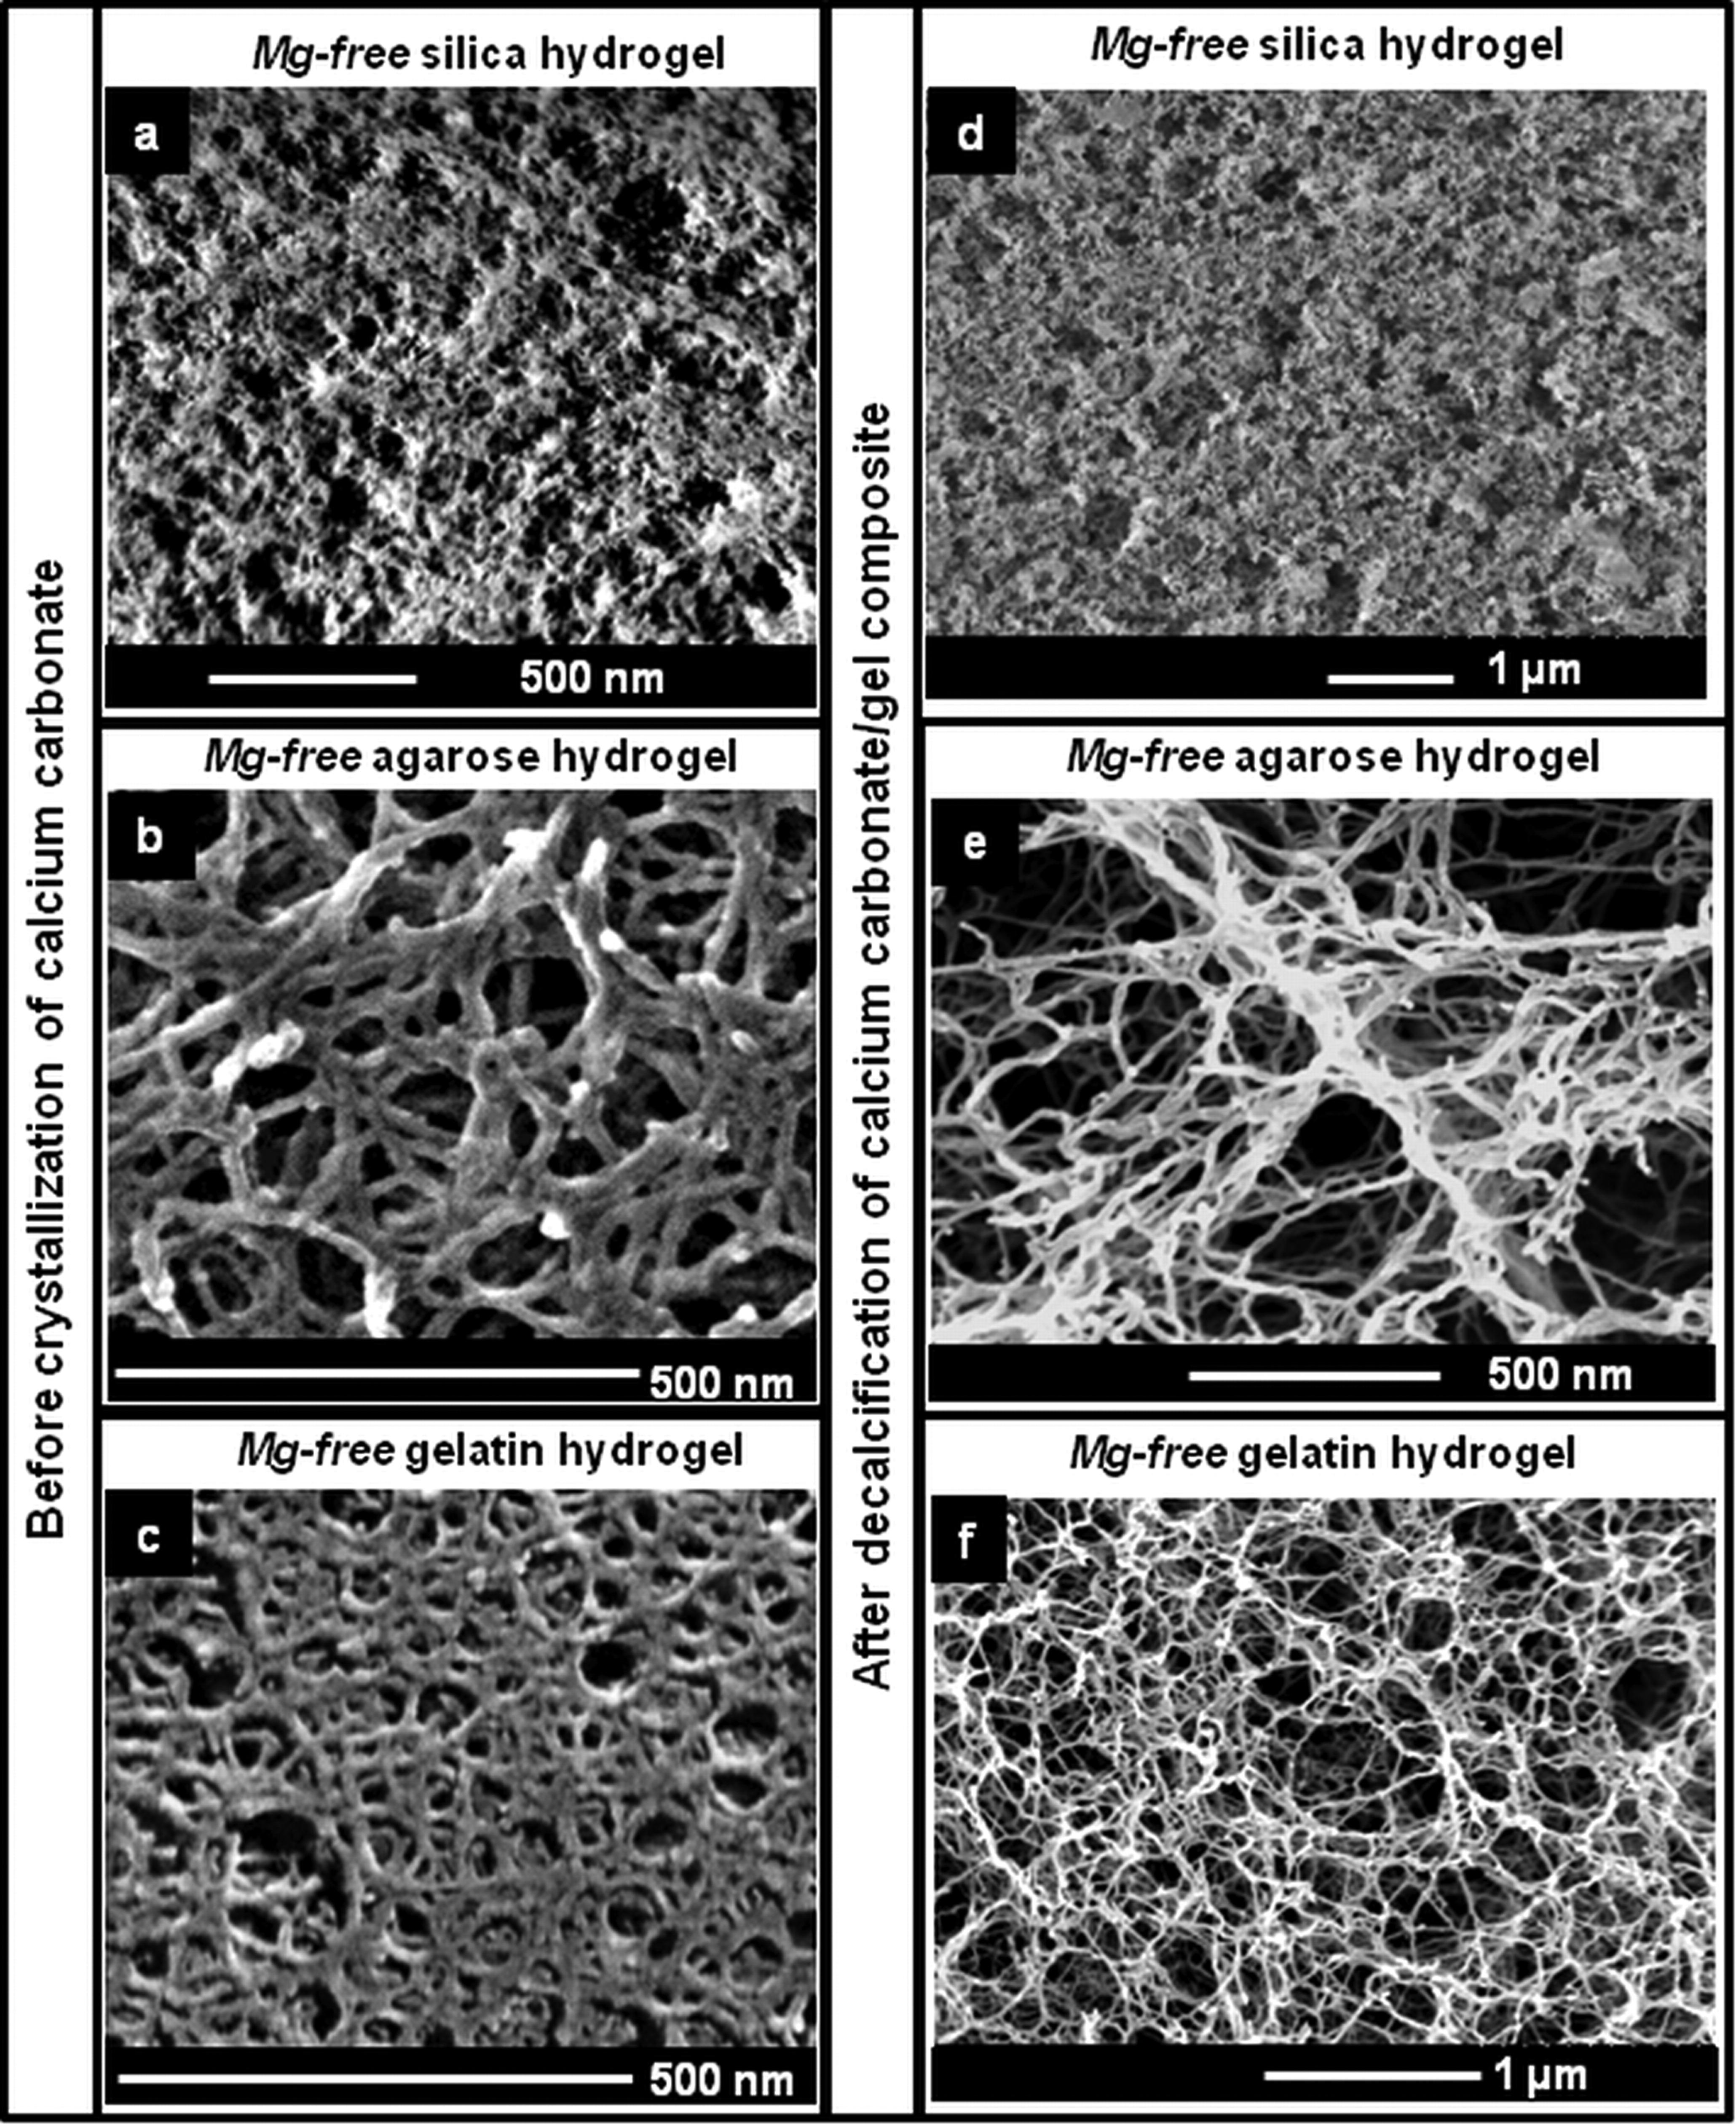 Before crystallization of calcium carbonate
Mg-free silica hydrogel
a
500 nm
Mg-free agarose hydrogel
b
500 nm
Mg-free gelatin hydrogel
c
500 nm
After decalcification of calcium carbonate/gel composite
Mg-free silica hydrogel
d
1 µm
Mg-free agarose hydrogel
e
500 nm
Mg-free gelatin hydrogel
f
1 µm